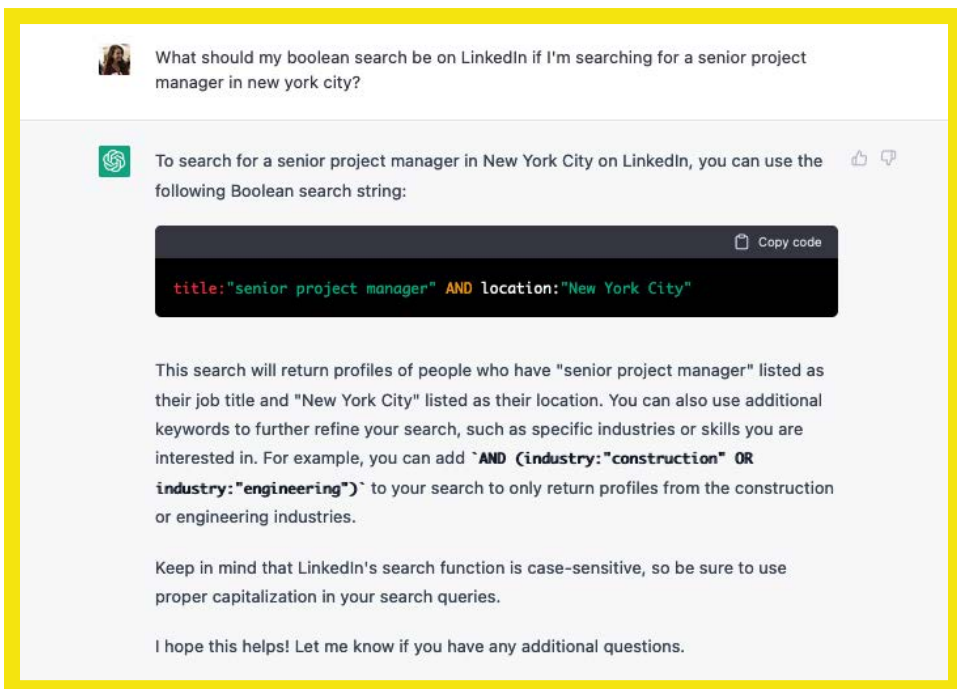 What should my boolean search be on LinkedIn if I'm searching for a senior project
manager in new york city?
To search for a senior project manager in New York City on LinkedIn, you can use the
following Boolean search string:
Copy code
title:"senior project manager" AND location:"New York City"
This search will return profiles of people who have "senior project manager" listed as
their job title and "New York City" listed as their location. You can also use additional
keywords to further refine your search, such as specific industries or skills you are
interested in. For example, you can add `AND (industry:"construction" OR
industry:"engineering")` to your search to only return profiles from the construction
or engineering industries.
Keep in mind that LinkedIn's search function is case-sensitive, so be sure to use
proper capitalization in your search queries.
I hope this helps! Let me know if you have any additional questions.